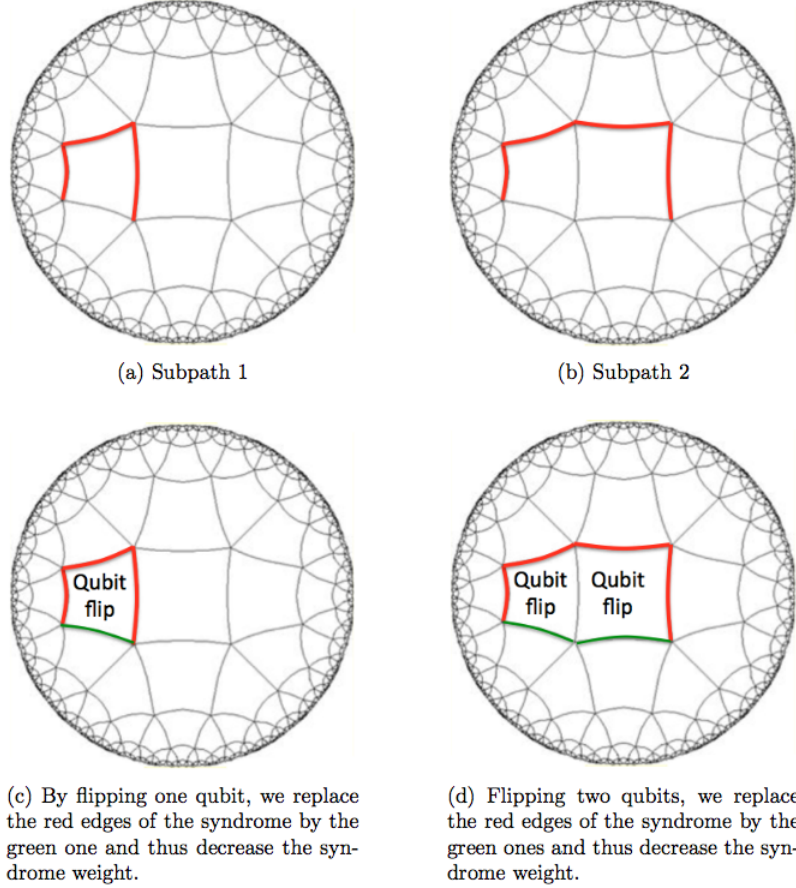 (a) Subpath 1
(b) Subpath 2
Qubit
flip
Qubit
flip
Qubit
flip
(c) By flipping one qubit, we replace
the red edges of the syndrome by the
green one and thus decrease the syn-
drome weight.
(d) Flipping two qubits, we replace
the red edges of the syndrome by the
green ones and thus decrease the syn-
drome weight.